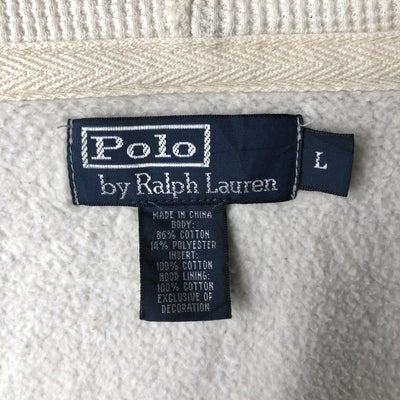 Polo
by Ralph Lauren
L
MADE IN CHINA
BODY:
86% COTTON
14% POLYESTER
INSERT:
100% COTTON
HOOD LINING:
100% COTTON
EXCLUSIVE OF
DECORATION